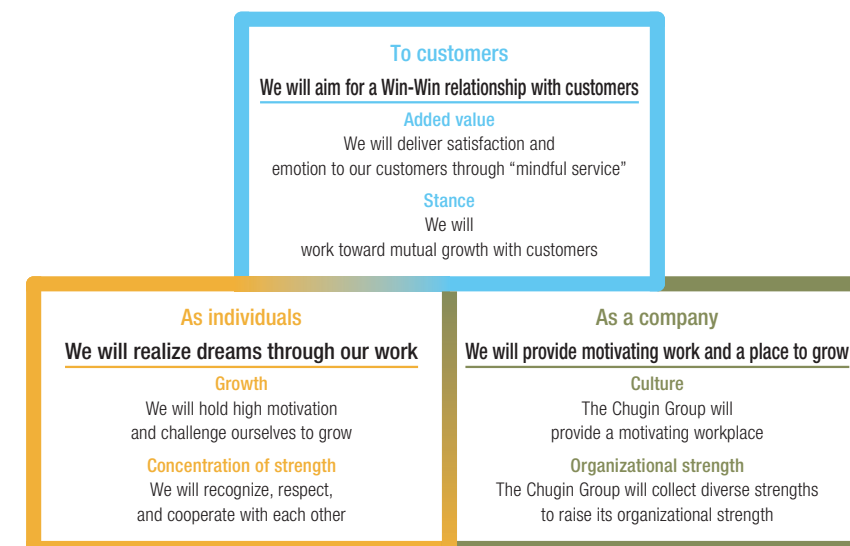 To customers
We will aim for a Win-Win relationship with customers
Added value
We will deliver satisfaction and
emotion to our customers through “mindful service”
Stance
We will
work toward mutual growth with customers
As individuals
We will realize dreams through our work
Growth
We will hold high motivation
and challenge ourselves to grow
Concentration of strength
We will recognize, respect,
and cooperate with each other
As a company
We will provide motivating work and a place to grow
Culture
The Chugin Group will
provide a motivating workplace
Organizational strength
The Chugin Group will collect diverse strengths
to raise its organizational strength